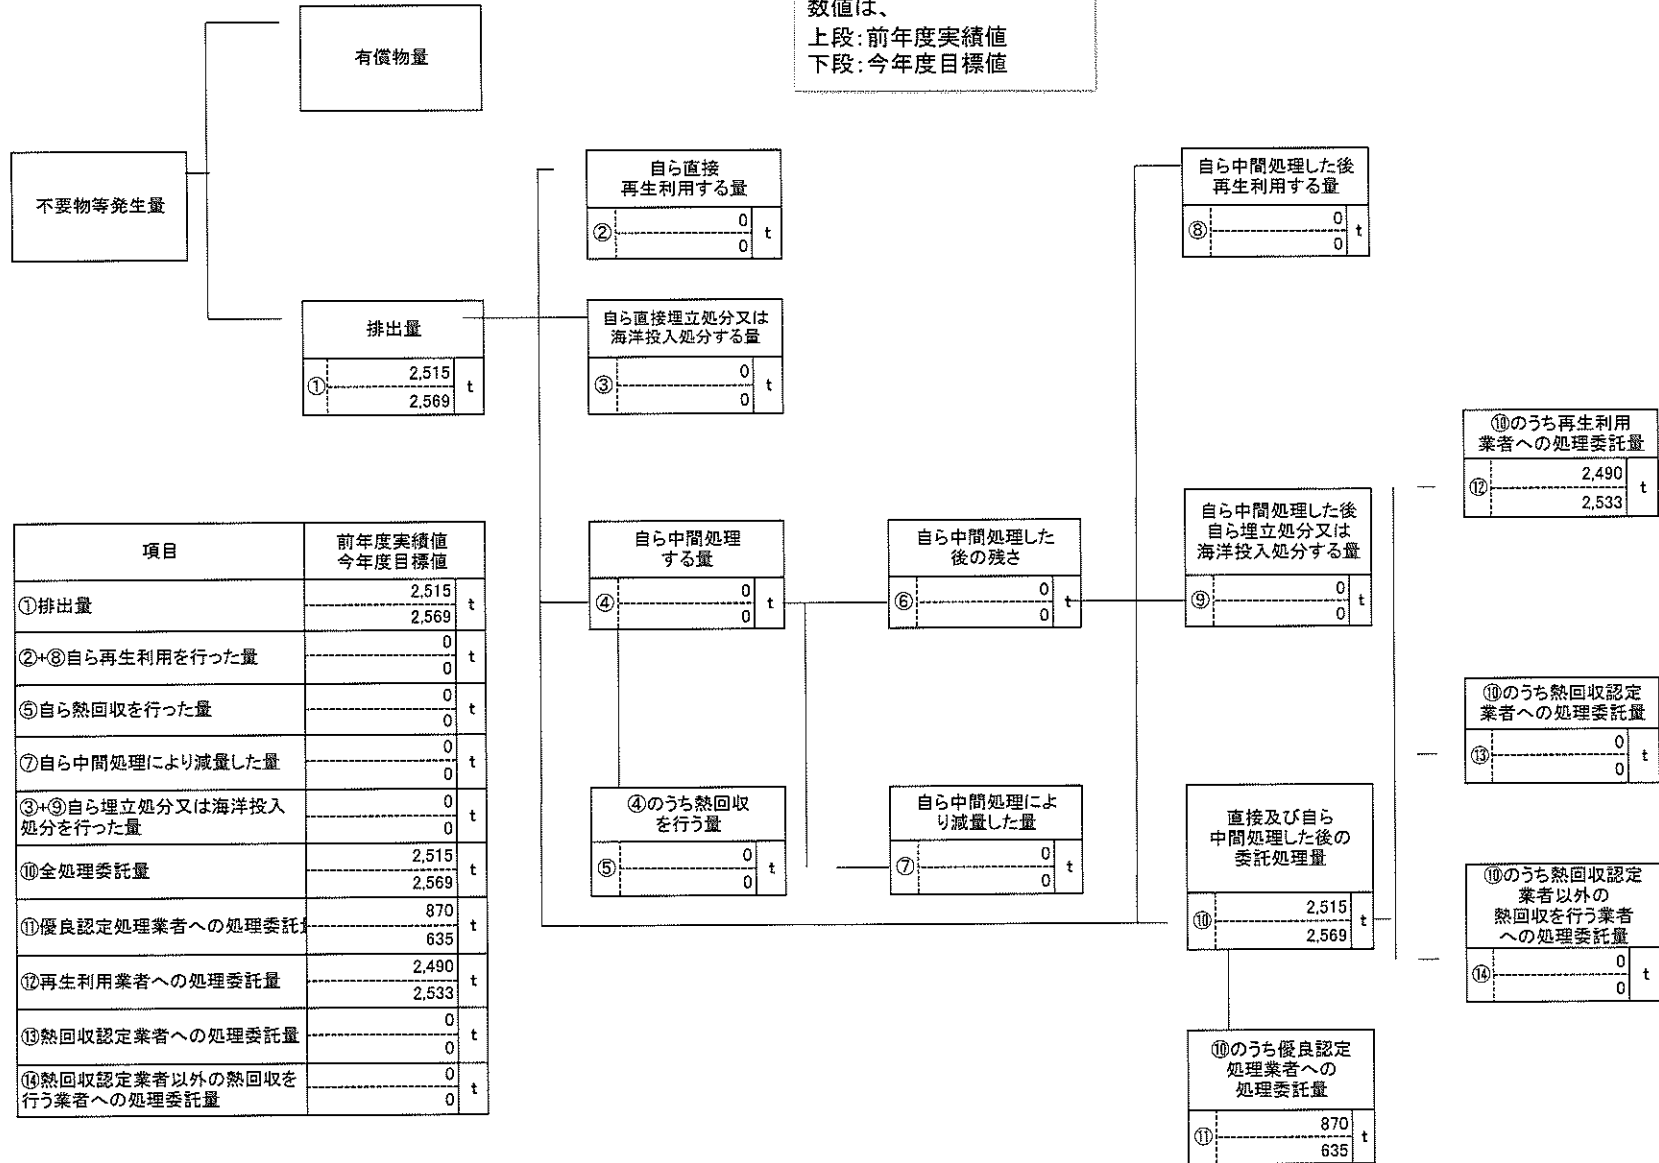 数値は、
上段:前年度実績値
下段:今年度目標値
有償物量
不要物等発生量
排出量
①
2,515
t
2,569
自ら直接
再生利用する量
②
0
t
0
自ら直接埋立処分又は
海洋投入処分する量
③
0
t
0
自ら中間処理
する量
④
0
t
0
④のうち熱回収
を行う量
⑤
0
t
0
自ら中間処理した
後の残さ
⑥
0
t
0
自ら中間処理によ
り減量した量
⑦
0
t
0
自ら中間処理した後
再生利用する量
⑧
0
t
0
自ら中間処理した後
自ら埋立処分又は
海洋投入処分する量
⑨
0
t
0
直接及び自ら
中間処理した後の
委託処理量
⑩
2,515
t
2,569
⑩のうち優良認定
処理業者への
処理委託量
⑪
870
t
635
⑩のうち再生利用
業者への処理委託量
⑫
2,490
t
2,533
⑩のうち熱回収認定
業者への処理委託量
⑬
0
t
0
⑩のうち熱回収認定
業者以外の
熱回収を行う業者
への処理委託量
⑭
0
t
0
項目
前年度実績値
今年度目標値
①排出量
2,515
t
2,569
②+⑧自ら再生利用を行った量
0
t
0
⑤自ら熱回収を行った量
0
t
0
⑦自ら中間処理により減量した量
0
t
0
③+⑨自ら埋立処分又は海洋投入
処分を行った量
0
t
0
⑩全処理委託量
2,515
t
2,569
⑪優良認定処理業者への処理委託
870
t
635
⑫再生利用業者への処理委託量
2,490
t
2,533
⑬熱回収認定業者への処理委託量
0
t
0
⑭熱回収認定業者以外の熱回収を
行う業者への処理委託量
0
t
0